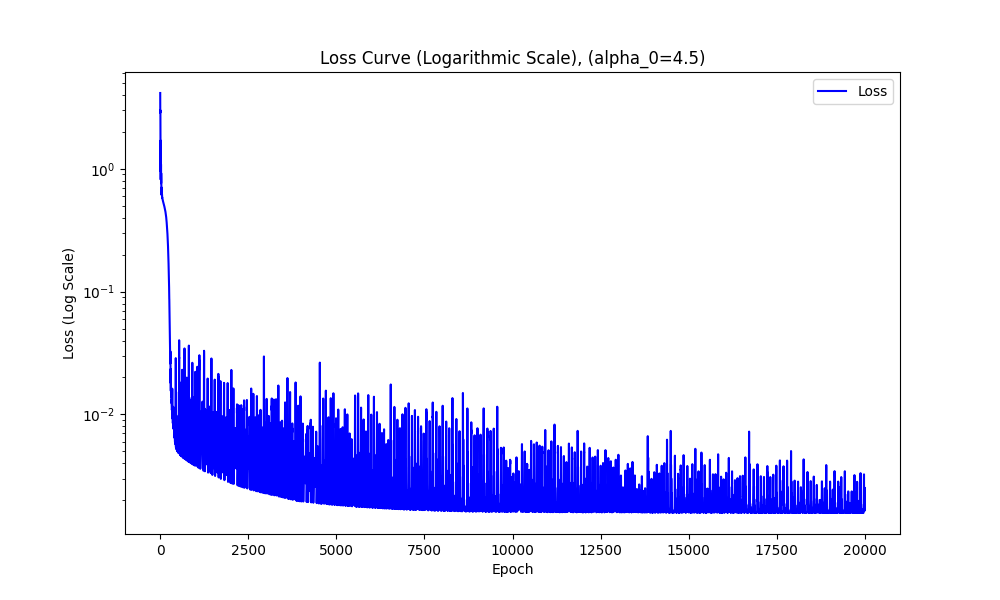 Loss Curve (Logarithmic Scale), (alpha_0=4.5)
Loss
10⁰
10⁻¹
10⁻²
Loss (Log Scale)
0 2500 5000 7500 10000 12500 15000 17500 20000
Epoch